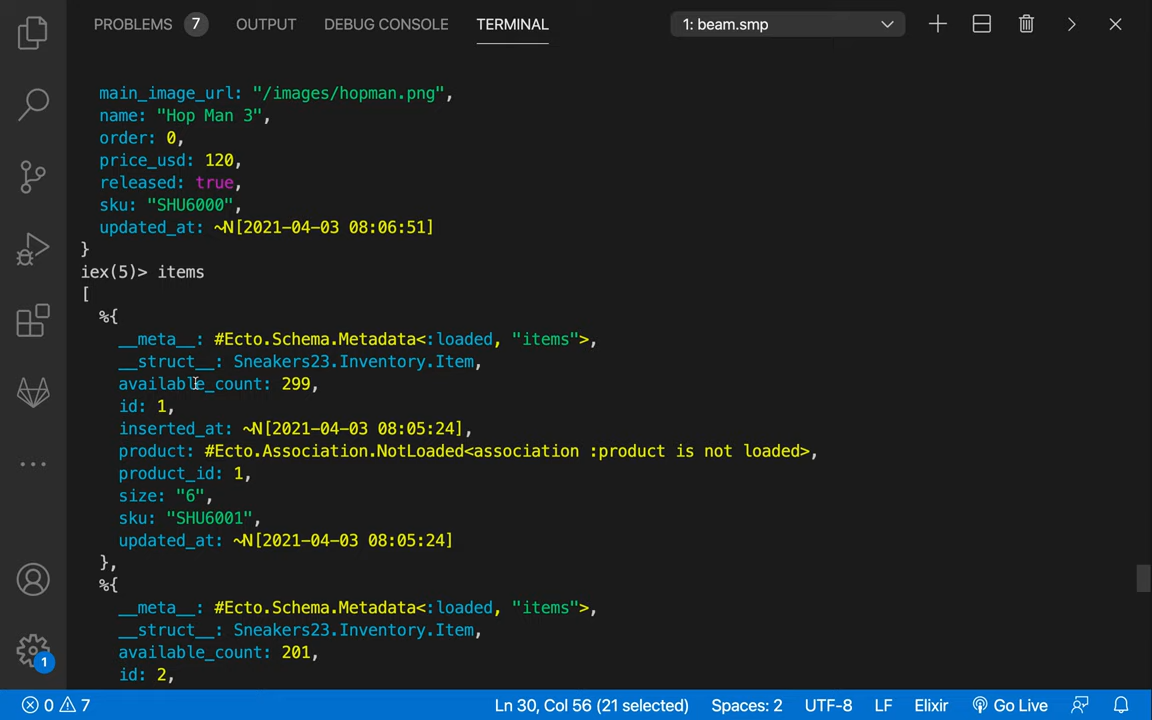 PROBLEMS 7 OUTPUT DEBUG CONSOLE TERMINAL 1: beam.smp
main_image_url: "/images/hopman.png",
name: "Hop Man 3",
order: 0,
price_usd: 120,
released: true,
sku: "SHU6000",
updated_at: ~N[2021-04-03 08:06:51]
}
iex(5)> items
[
%{
__meta__: #Ecto.Schema.Metadata<:loaded, "items">,
__struct__: Sneakers23.Inventory.Item,
available_count: 299,
id: 1,
inserted_at: ~N[2021-04-03 08:05:24],
product: #Ecto.Association.NotLoaded<association :product is not loaded>,
product_id: 1,
size: "6",
sku: "SHU6001",
updated_at: ~N[2021-04-03 08:05:24]
},
%{
__meta__: #Ecto.Schema.Metadata<:loaded, "items">,
__struct__: Sneakers23.Inventory.Item,
available_count: 201,
id: 2,
1
0 7 Ln 30, Col 56 (21 selected) Spaces: 2 UTF-8 LF Elixir Go Live